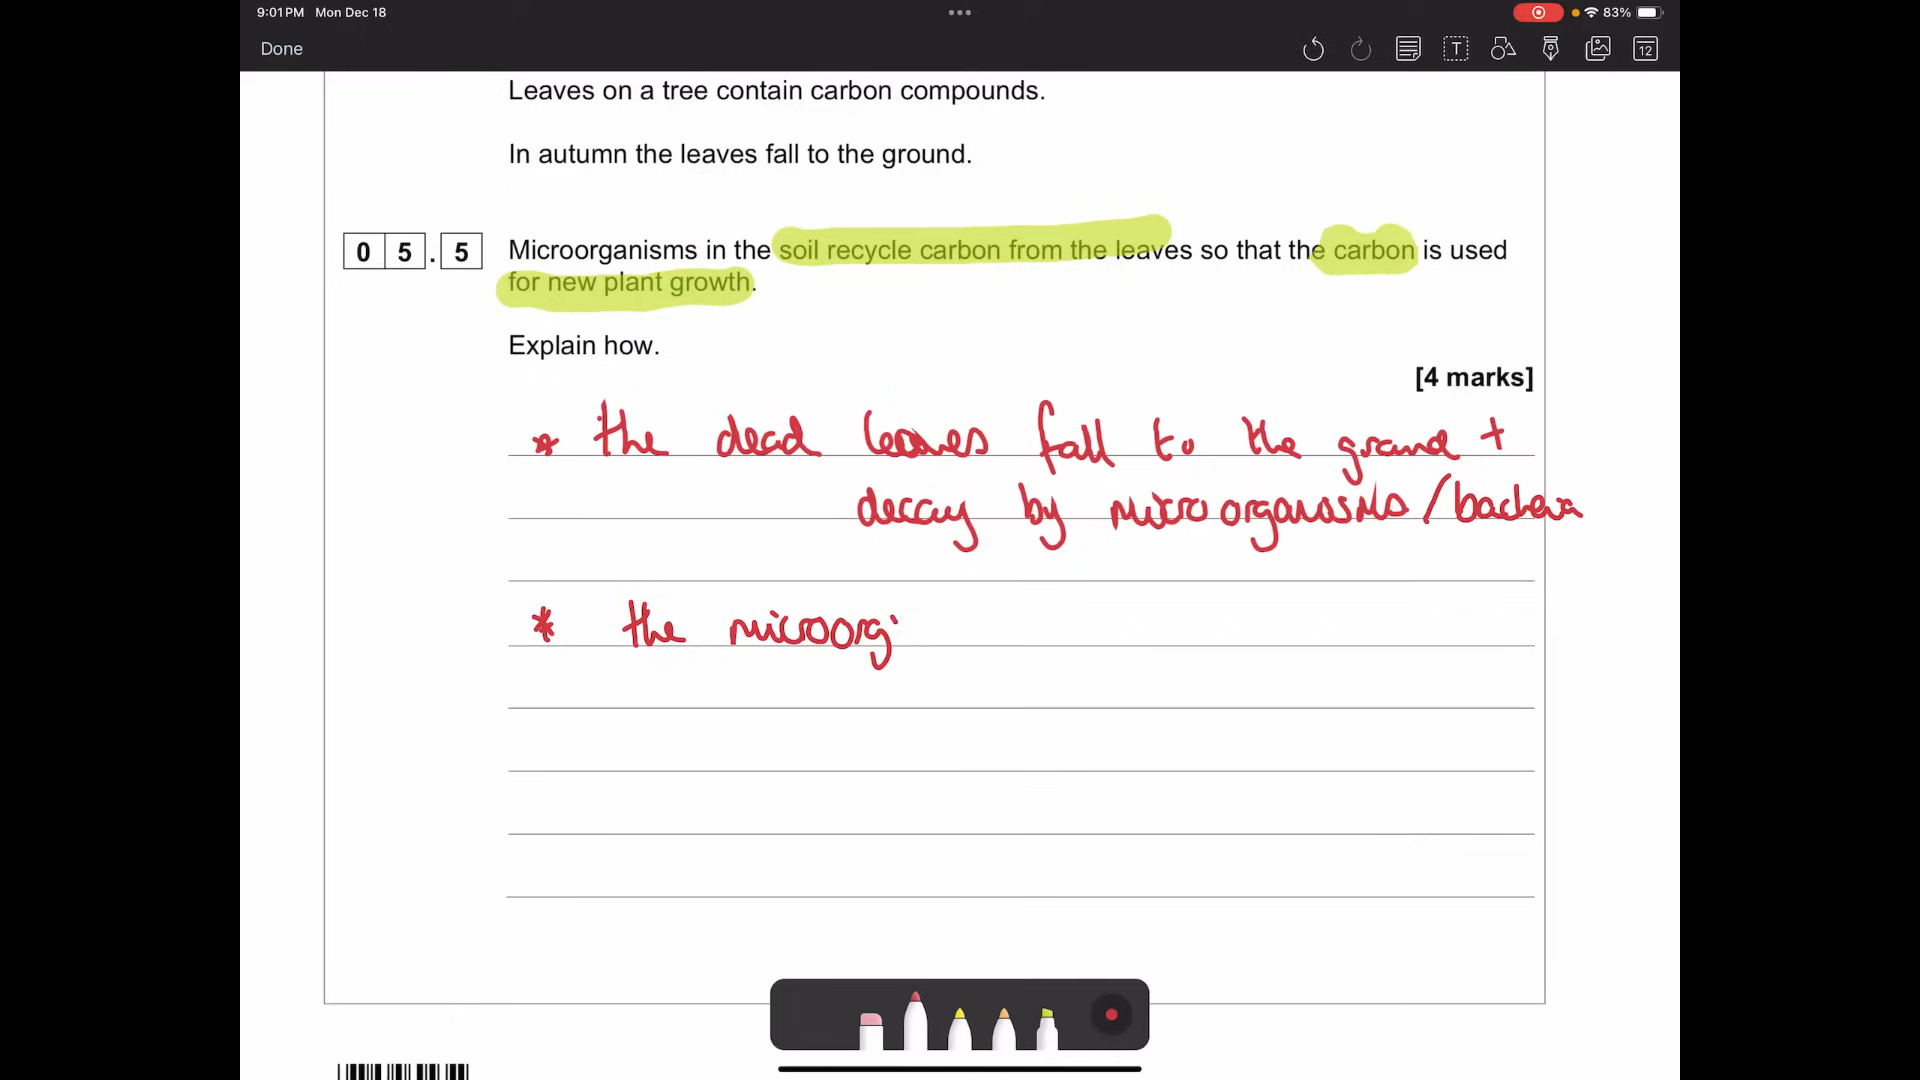 9:01 PM Mon Dec 18
83%
Done
T
12
Leaves on a tree contain carbon compounds.
In autumn the leaves fall to the ground.
0 5 . 5 Microorganisms in the soil recycle carbon from the leaves so that the carbon is used
for new plant growth.
Explain how.
[4 marks]
* the dead leaves fall to the ground +
decay by microorganisms / bacteria
* the microorg